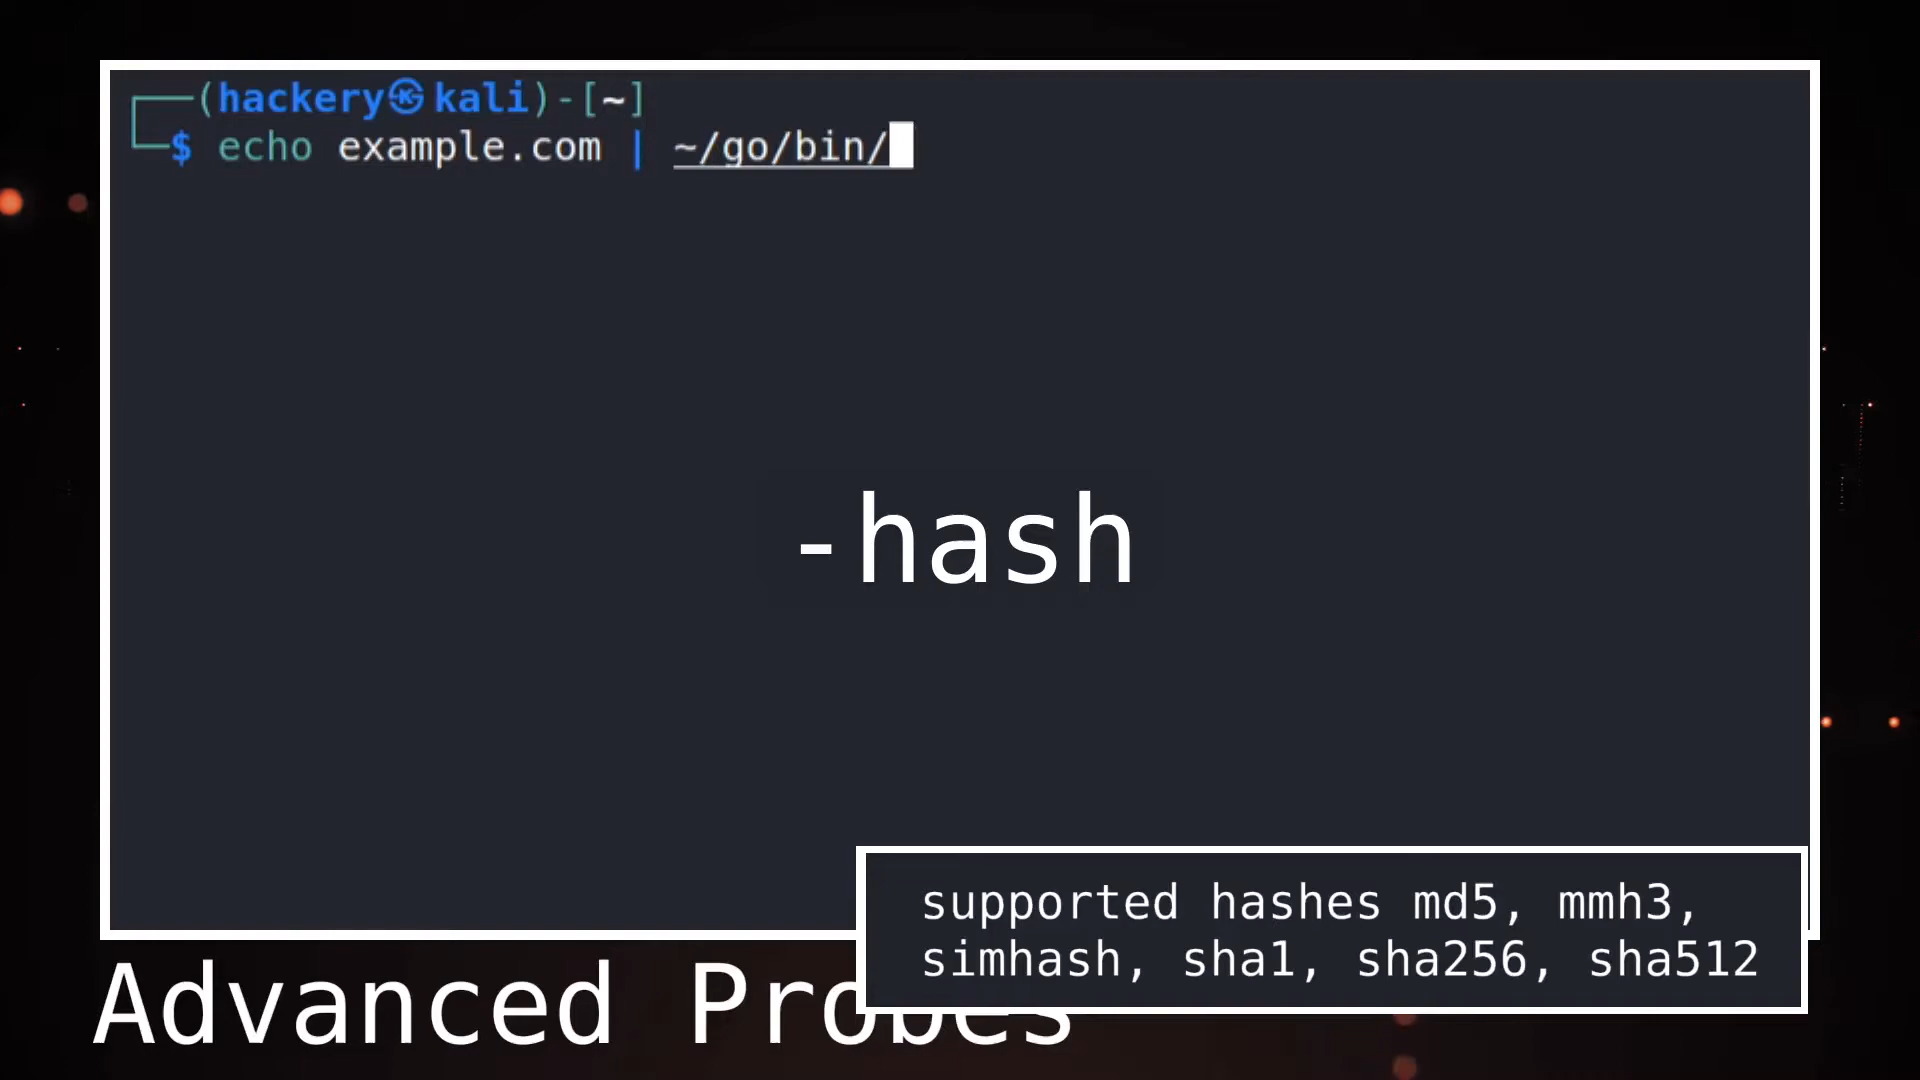 ┌──(hackery㉿kali)-[~]
└─$ echo example.com | ~/go/bin/
-hash
supported hashes md5, mmh3,
simhash, sha1, sha256, sha512
Advanced Probes